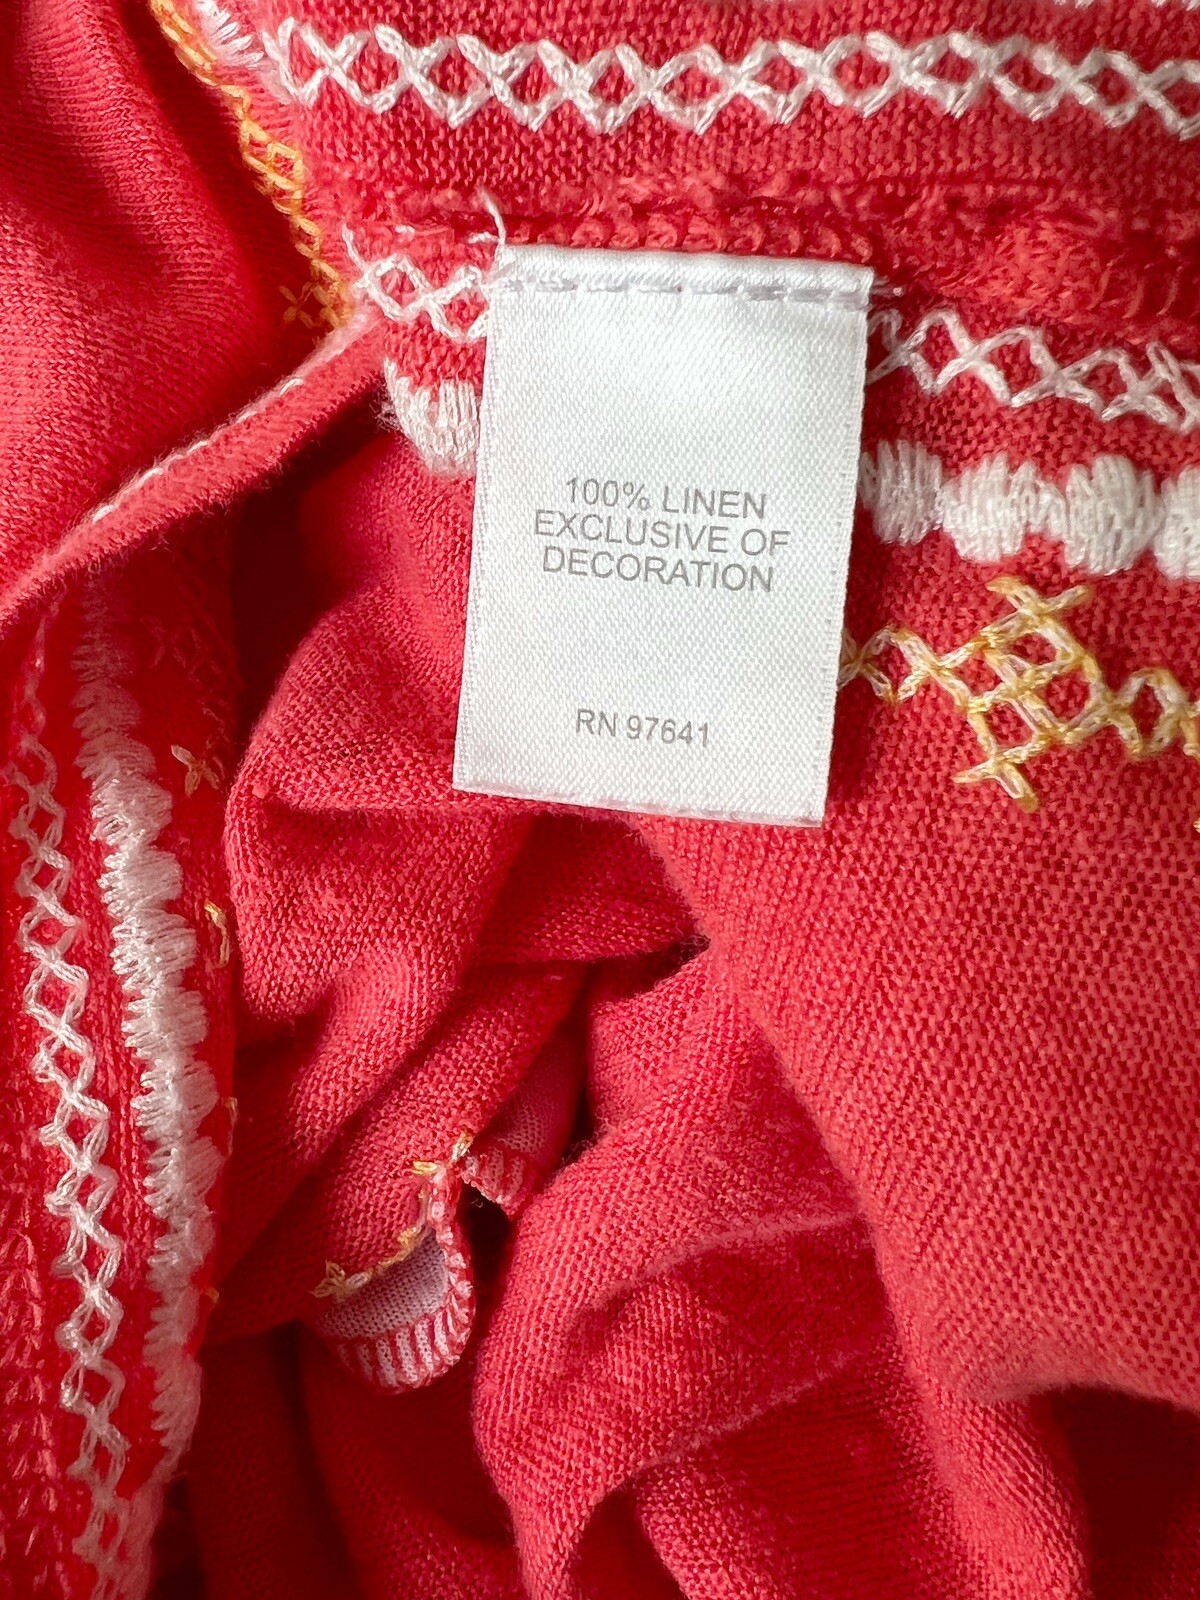 100% LINEN
EXCLUSIVE OF
DECORATION
RN 97641